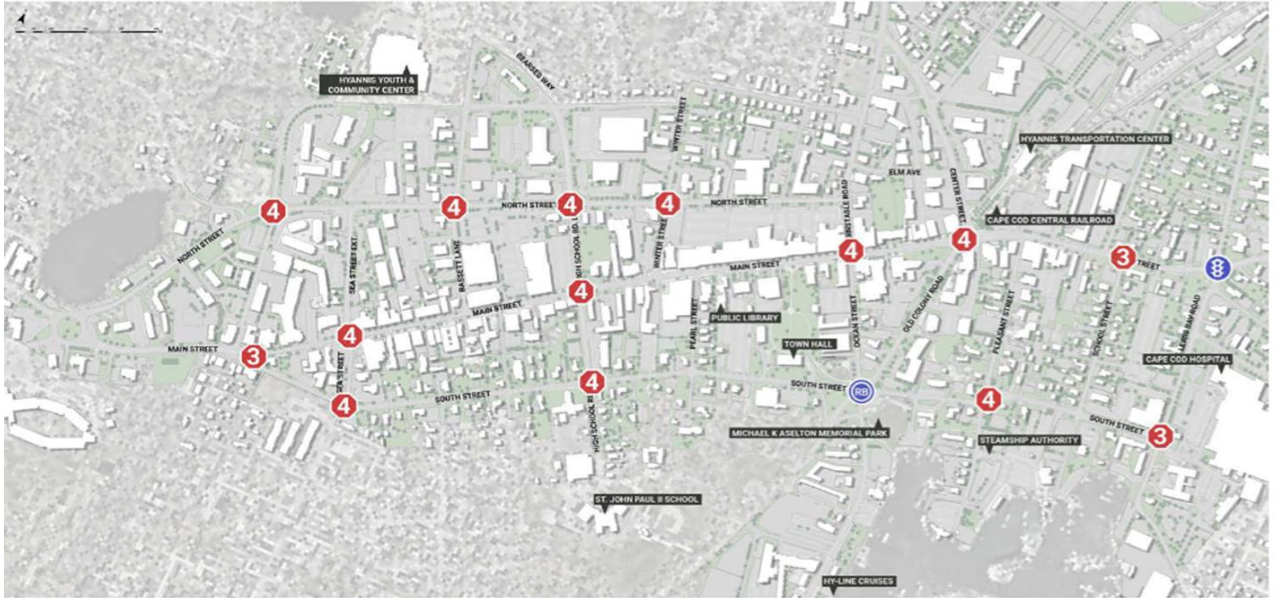 BEARSES WAY
HYANNIS YOUTH &
COMMUNITY CENTER
WINTER STREET
HYANNIS TRANSPORTATION CENTER
ELM AVE
CENTER STREET
4
4
NORTH STREET
4
4
NORTH STREET
CAPE COD CENTRAL RAILROAD
NORTH STREET
SEA STREET EXT.
BASSETT LANE
HIGH SCHOOL RD
WINTER STREET
MAIN STREET
4
4
3
STREET
4
MAIN STREET
PEARL STREET
PUBLIC LIBRARY
OCEAN STREET
OLD COLONY ROAD
PLEASANT STREET
SCHOOL STREET
4
MAIN STREET
3
SEA STREET
TOWN HALL
CAPE COD HOSPITAL
4
SOUTH STREET
4
HIGH SCHOOL RD
SOUTH STREET
RB
4
SOUTH STREET
3
MICHAEL K ASELTON MEMORIAL PARK
STEAMSHIP AUTHORITY
ST. JOHN PAUL II SCHOOL
HY-LINE CRUISES